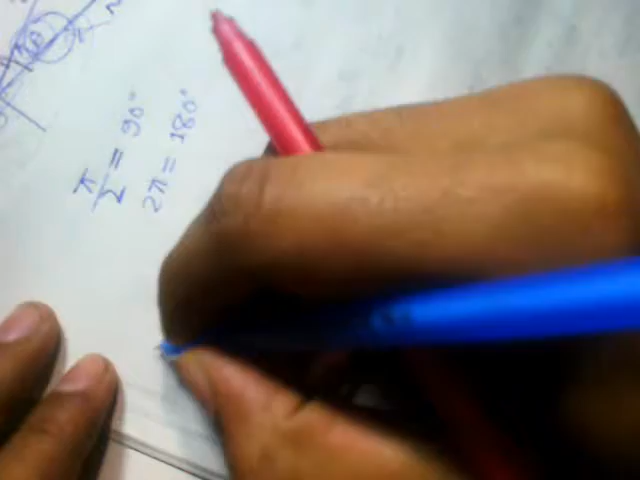 π/2 = 90°
2π = 180°